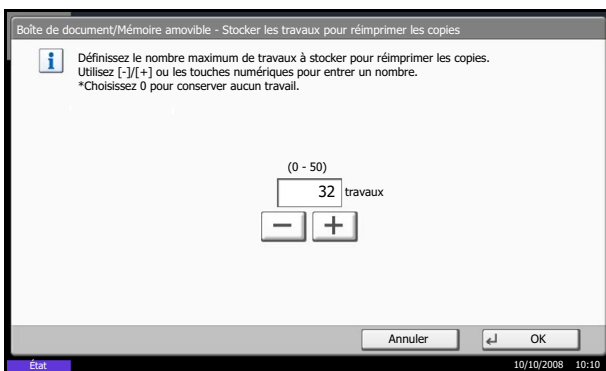 Boîte de document/Mémoire amovible - Stocker les travaux pour réimprimer les copies
Définissez le nombre maximum de travaux à stocker pour réimprimer les copies.
Utilisez [-]/[+] ou les touches numériques pour entrer un nombre.
*Choisissez 0 pour conserver aucun travail.
(0 - 50)
32 travaux
Annuler OK
État 10/10/2008 10:10